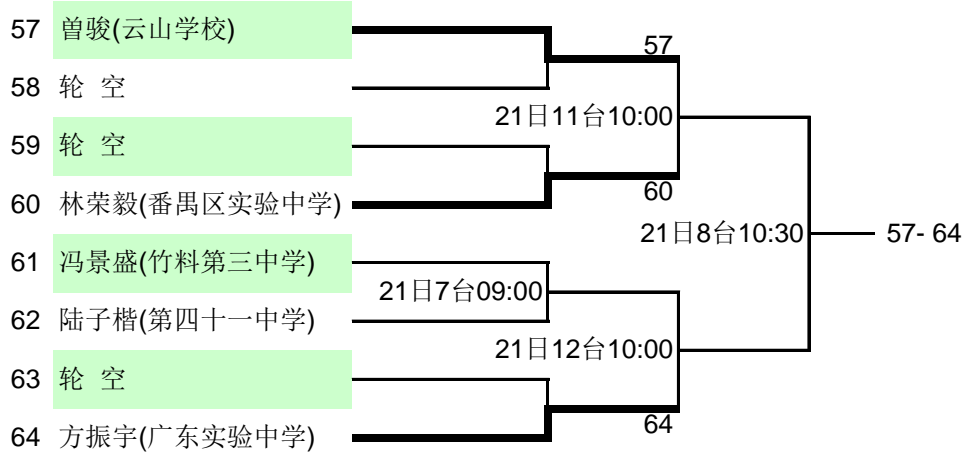 57 曾骏(云山学校)
57
58 轮 空
21日11台10:00
59 轮 空
60
60 林荣毅(番禺区实验中学)
21日8台10:30
57- 64
61 冯景盛(竹料第三中学)
21日7台09:00
62 陆子楷(第四十一中学)
21日12台10:00
63 轮 空
64
64 方振宇(广东实验中学)